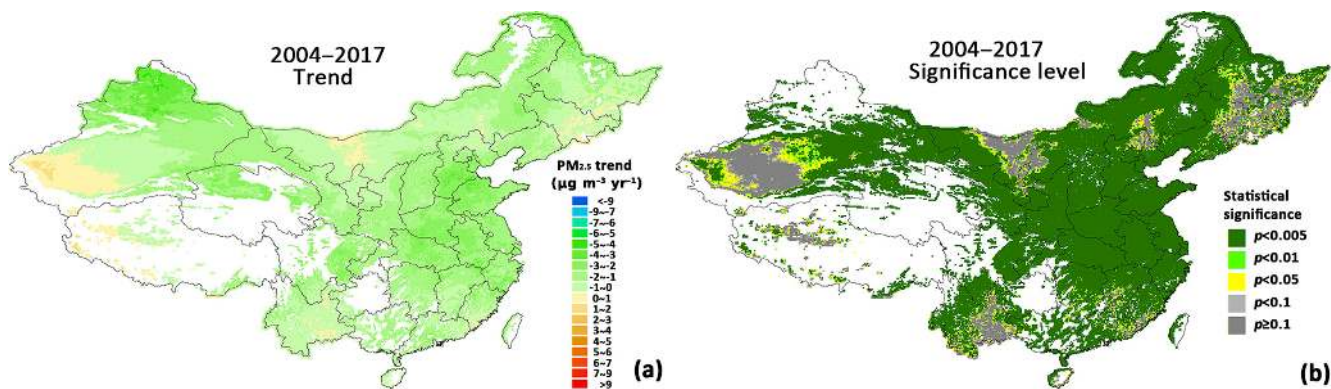 2004–2017
Trend
PM2.5 trend
(µg m⁻³ yr⁻¹)
<-9
-9~-7
-7~-6
-6~-5
-5~-4
-4~-3
-3~-2
-2~-1
-1~0
0~1
1~2
2~3
3~4
4~5
5~6
6~7
7~9
>9
(a)
2004–2017
Significance level
Statistical
significance
p<0.005
p<0.01
p<0.05
p<0.1
p≥0.1
(b)